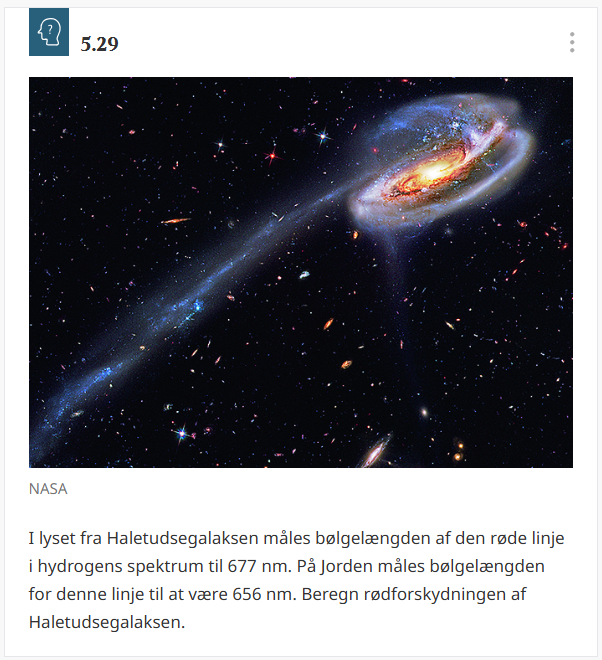 5.29
NASA
I lyset fra Haletudsegalaksen måles bølgelængden af den røde linje
i hydrogens spektrum til 677 nm. På Jorden måles bølgelængden
for denne linje til at være 656 nm. Beregn rødforskydningen af
Haletudsegalaksen.